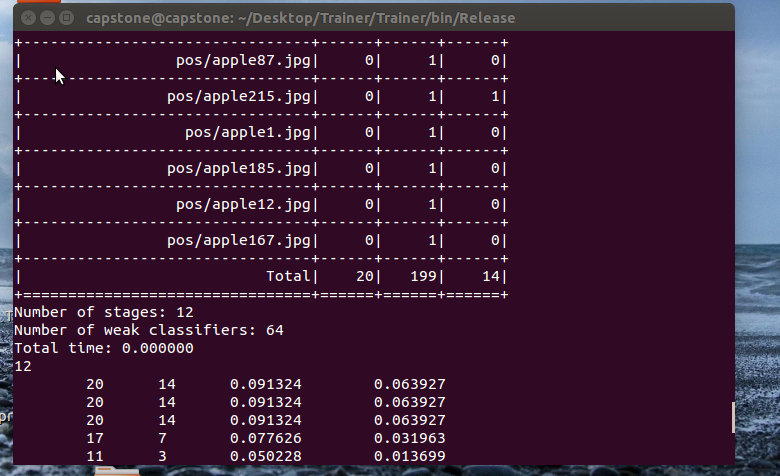 capstone@capstone: ~/Desktop/Trainer/Trainer/bin/Release
+--------------------------------+------+------+------+
|                 pos/apple87.jpg|     0|     1|     0|
+--------------------------------+------+------+------+
|                pos/apple215.jpg|     0|     1|     1|
+--------------------------------+------+------+------+
|                  pos/apple1.jpg|     0|     1|     0|
+--------------------------------+------+------+------+
|                pos/apple185.jpg|     0|     1|     0|
+--------------------------------+------+------+------+
|                 pos/apple12.jpg|     0|     1|     0|
+--------------------------------+------+------+------+
|                pos/apple167.jpg|     0|     1|     0|
+--------------------------------+------+------+------+
|                           Total|    20|   199|    14|
+================================+======+======+======+
Number of stages: 12
Number of weak classifiers: 64
Total time: 0.000000
12
        20      14      0.091324        0.063927
        20      14      0.091324        0.063927
        20      14      0.091324        0.063927
        17      7       0.077626        0.031963
        11      3       0.050228        0.013699